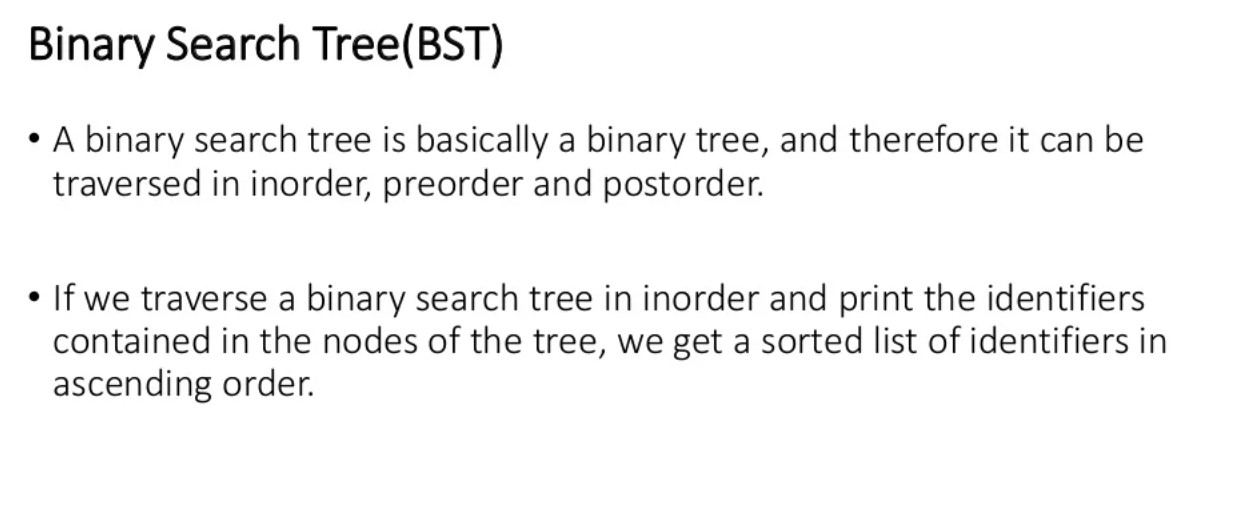 Binary Search Tree(BST)
• A binary search tree is basically a binary tree, and therefore it can be
traversed in inorder, preorder and postorder.
• If we traverse a binary search tree in inorder and print the identifiers
contained in the nodes of the tree, we get a sorted list of identifiers in
ascending order.